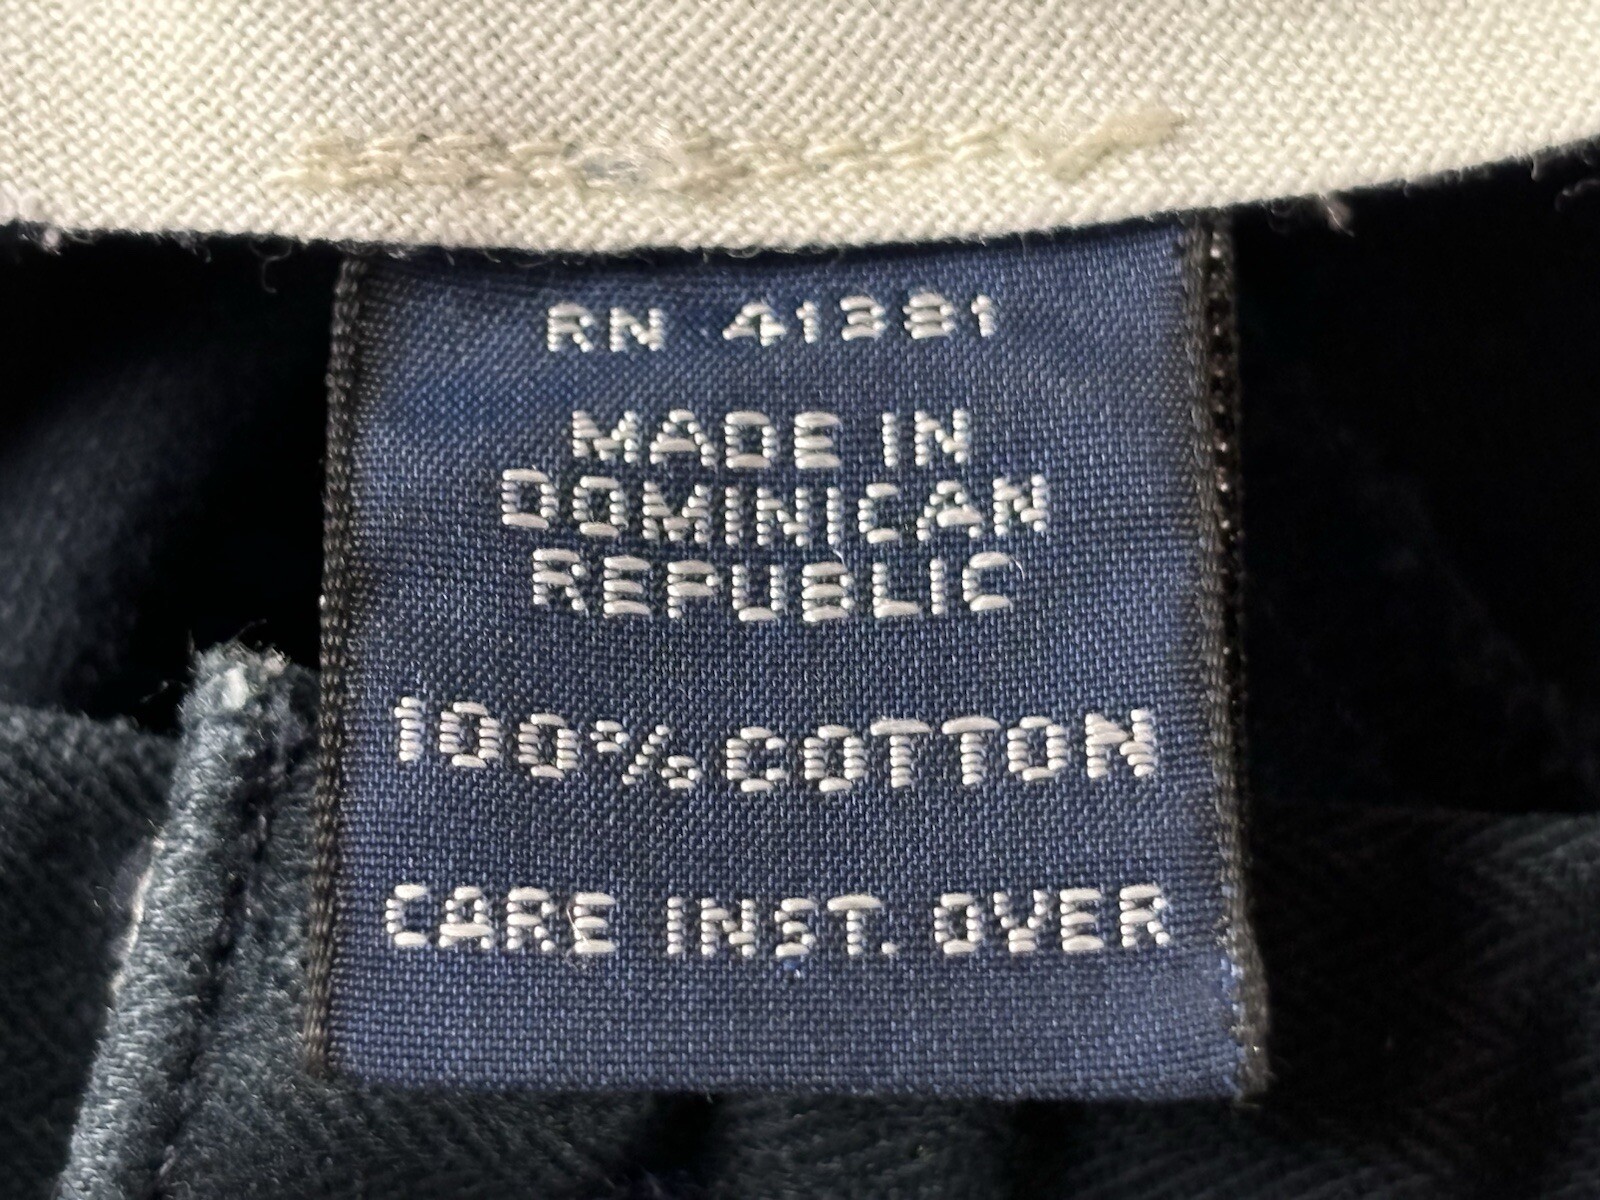 RN 41381
MADE IN
DOMINICAN
REPUBLIC
100% COTTON
CARE INST. OVER